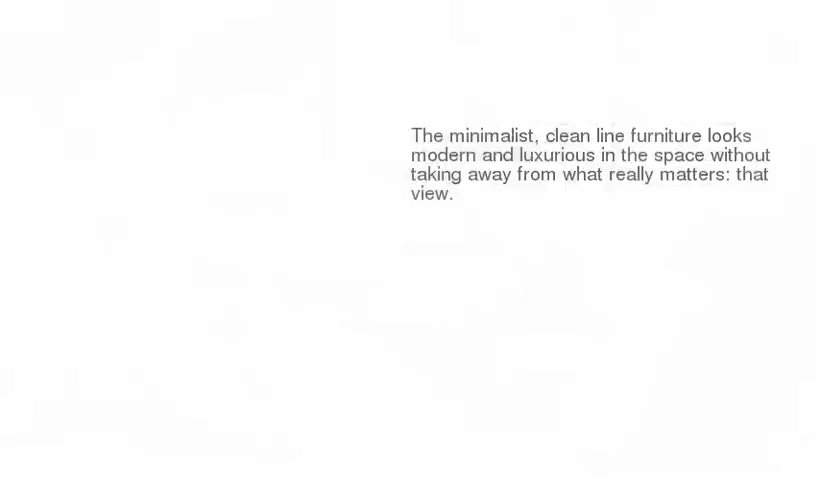 The minimalist, clean line furniture looks
modern and luxurious in the space without
taking away from what really matters: that
view.